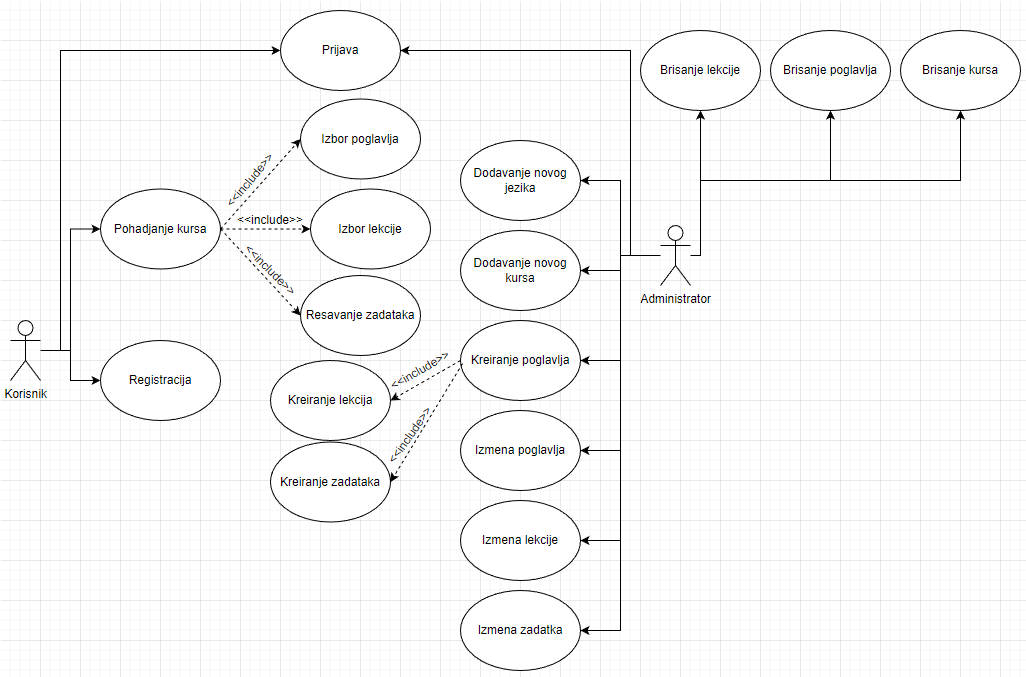 Prijava
Brisanje lekcije
Brisanje poglavlja
Brisanje kursa
Izbor poglavlja
<<include>>
Dodavanje novog
jezika
Pohadjanje kursa
<<include>>
Izbor lekcije
<<include>>
Dodavanje novog
kursa
Administrator
Resavanje zadataka
Korisnik
Registracija
Kreiranje poglavlja
<<include>>
Kreiranje lekcija
<<include>>
Izmena poglavlja
Kreiranje zadataka
Izmena lekcije
Izmena zadatka